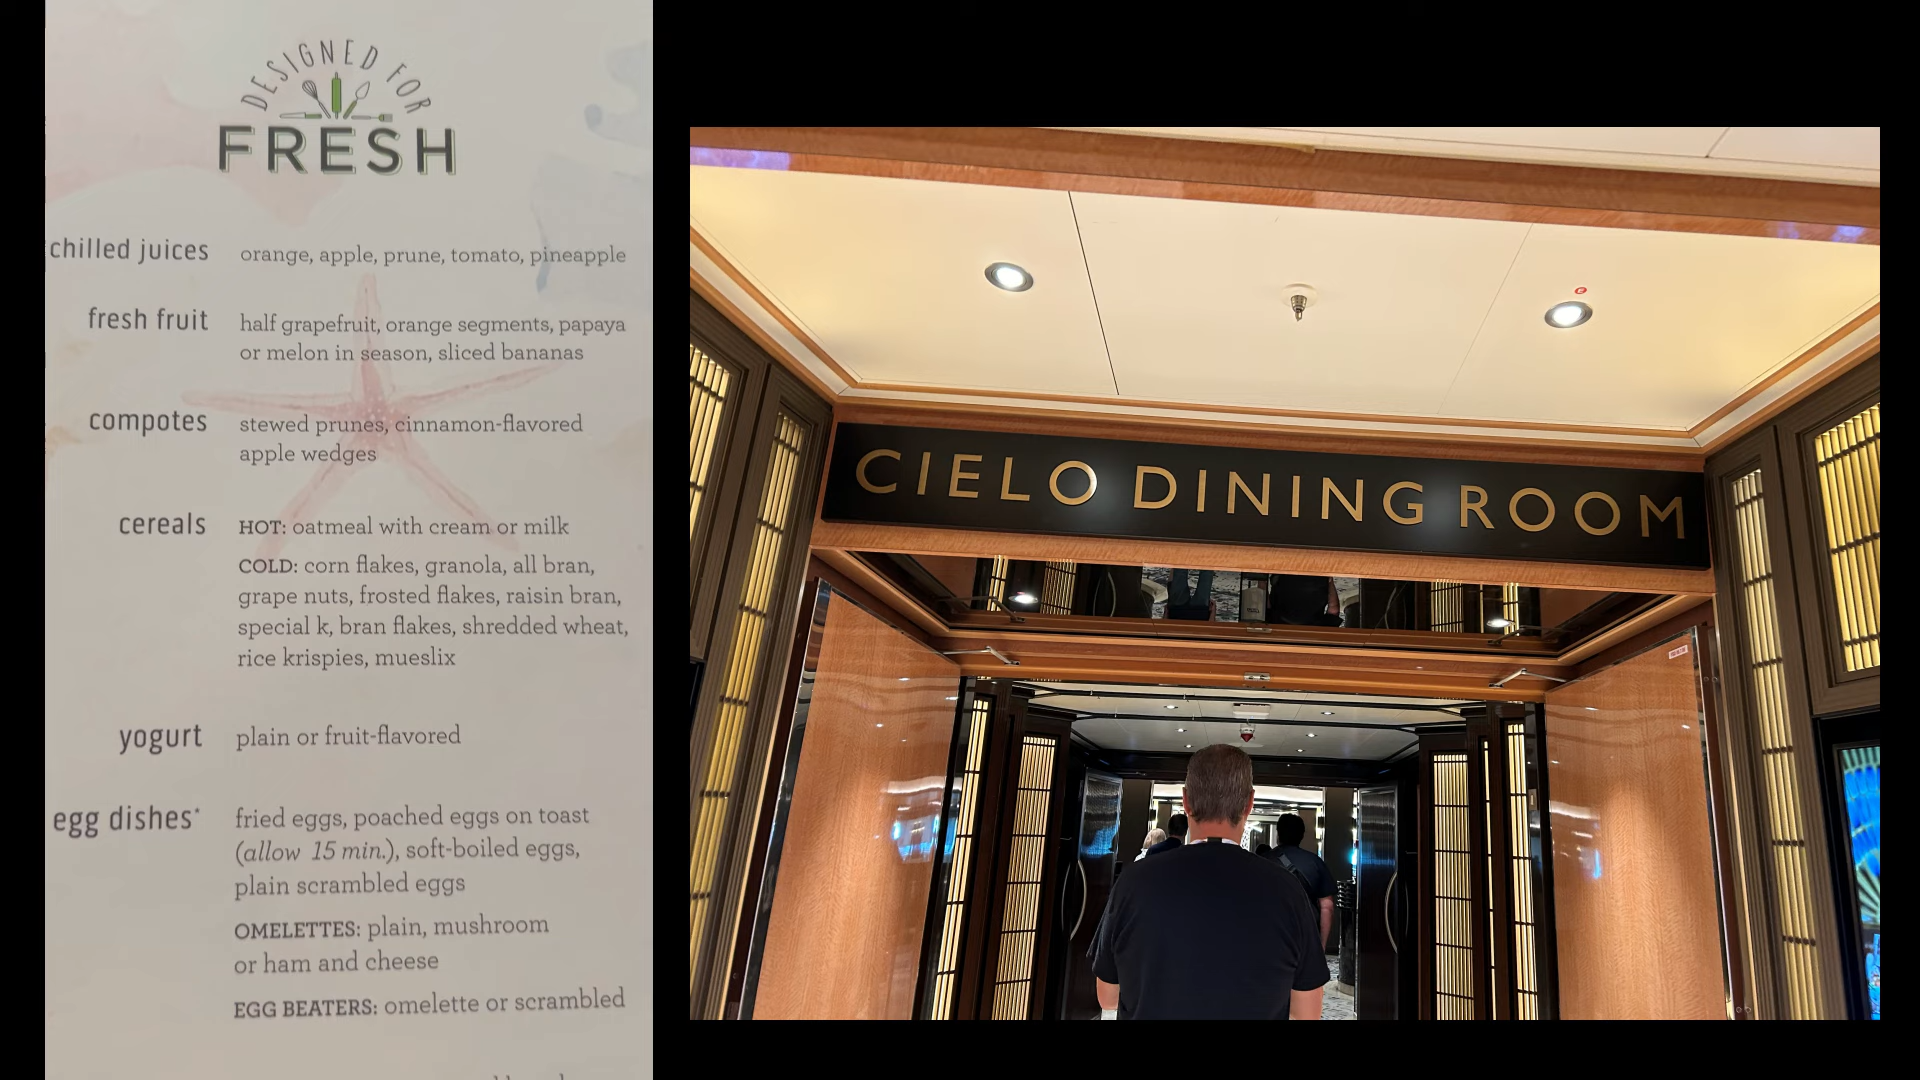 DESIGNED FOR
FRESH
chilled juices
orange, apple, prune, tomato, pineapple
fresh fruit
half grapefruit, orange segments, papaya
or melon in season, sliced bananas
compotes
stewed prunes, cinnamon-flavored
apple wedges
cereals
HOT: oatmeal with cream or milk
COLD: corn flakes, granola, all bran,
grape nuts, frosted flakes, raisin bran,
special k, bran flakes, shredded wheat,
rice krispies, mueslix
yogurt
plain or fruit-flavored
egg dishes*
fried eggs, poached eggs on toast
(allow 15 min.), soft-boiled eggs,
plain scrambled eggs
OMELETTES: plain, mushroom
or ham and cheese
EGG BEATERS: omelette or scrambled
CIELO DINING ROOM